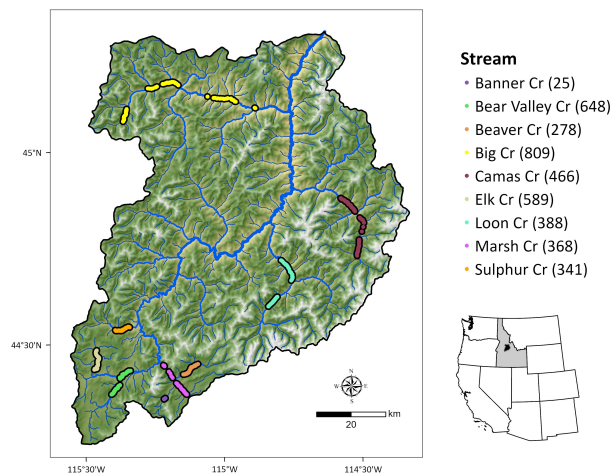 Stream
Banner Cr (25)
Bear Valley Cr (648)
Beaver Cr (278)
Big Cr (809)
Camas Cr (466)
Elk Cr (589)
Loon Cr (388)
Marsh Cr (368)
Sulphur Cr (341)
45°N
44°30'N
N
W E
S
km
20
115°30'W 115°W 114°30'W